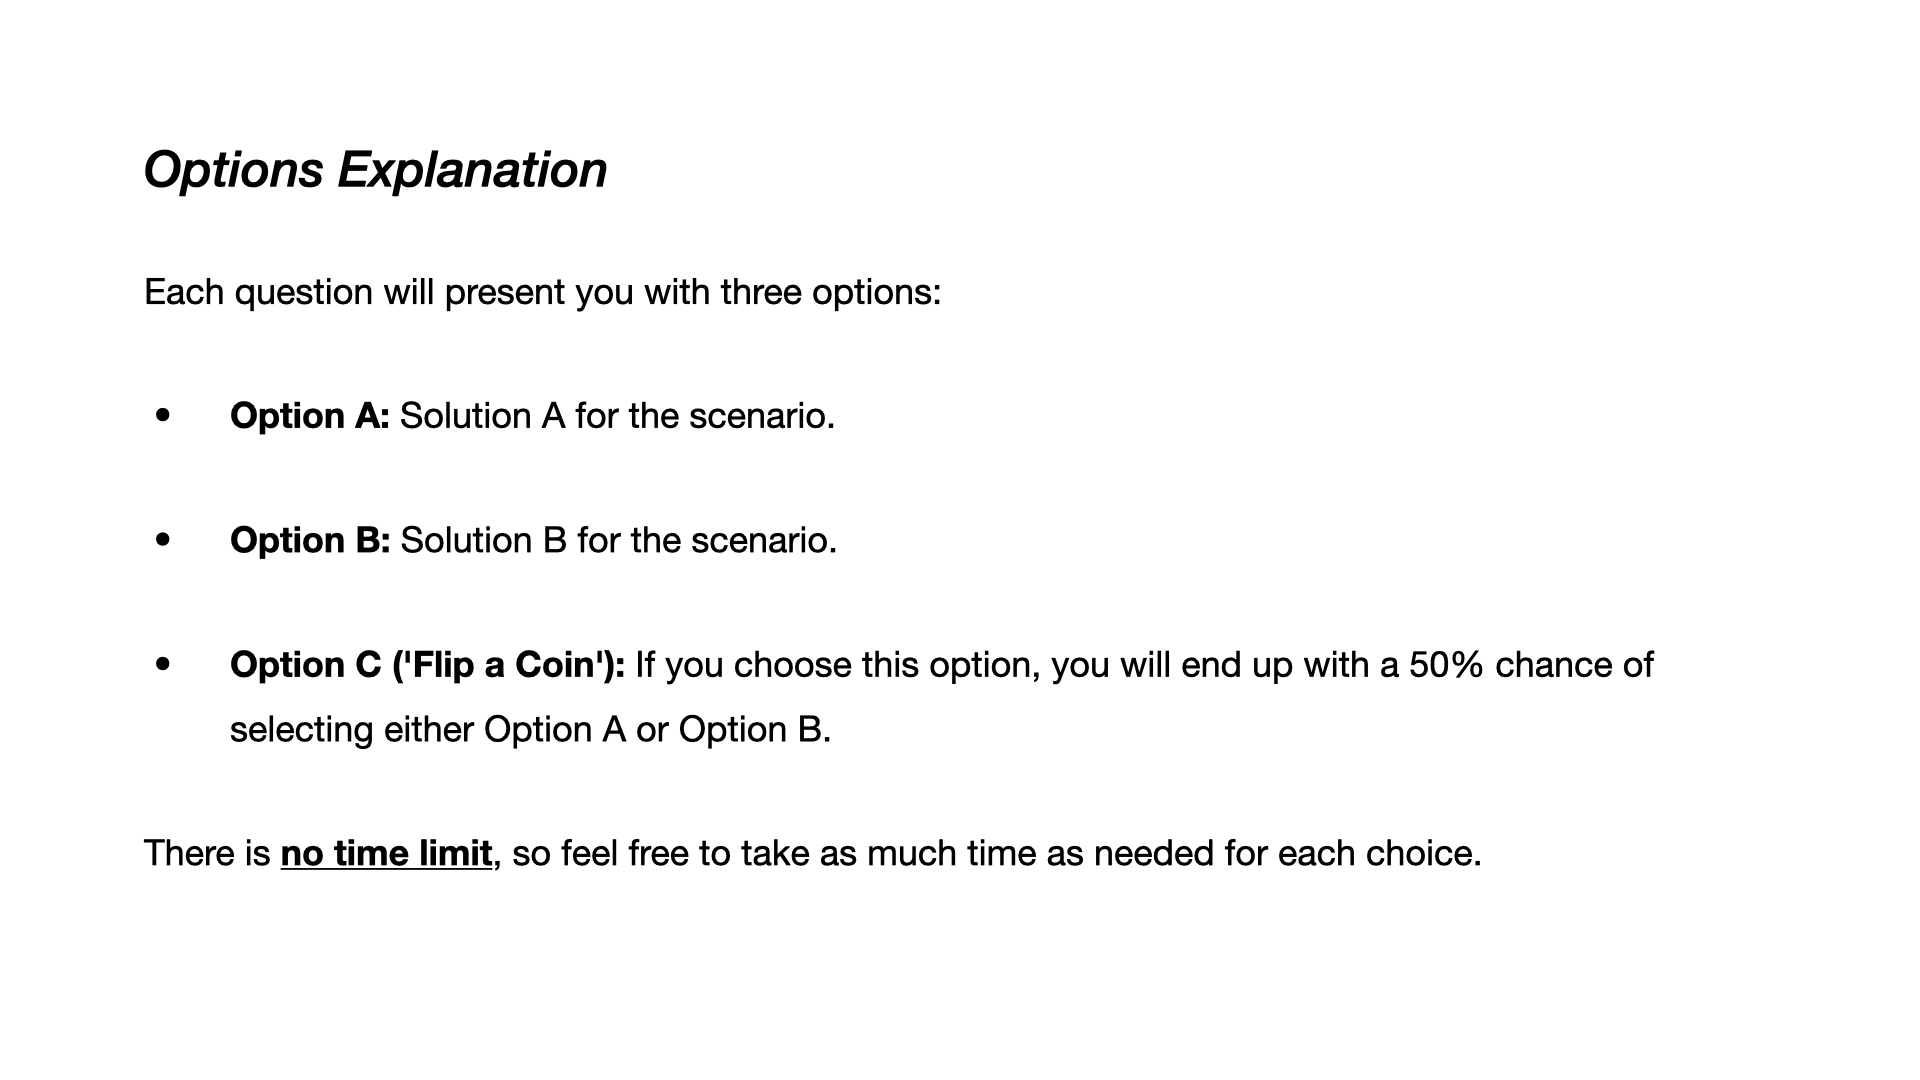 Options Explanation
Each question will present you with three options:
• Option A: Solution A for the scenario.
• Option B: Solution B for the scenario.
• Option C ('Flip a Coin'): If you choose this option, you will end up with a 50% chance of
selecting either Option A or Option B.
There is no time limit, so feel free to take as much time as needed for each choice.